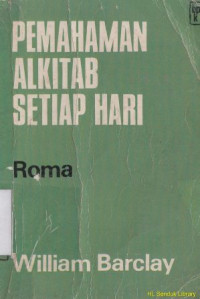 PEMAHAMAN
ALKITAB
SETIAP HARI
Roma
William Barclay